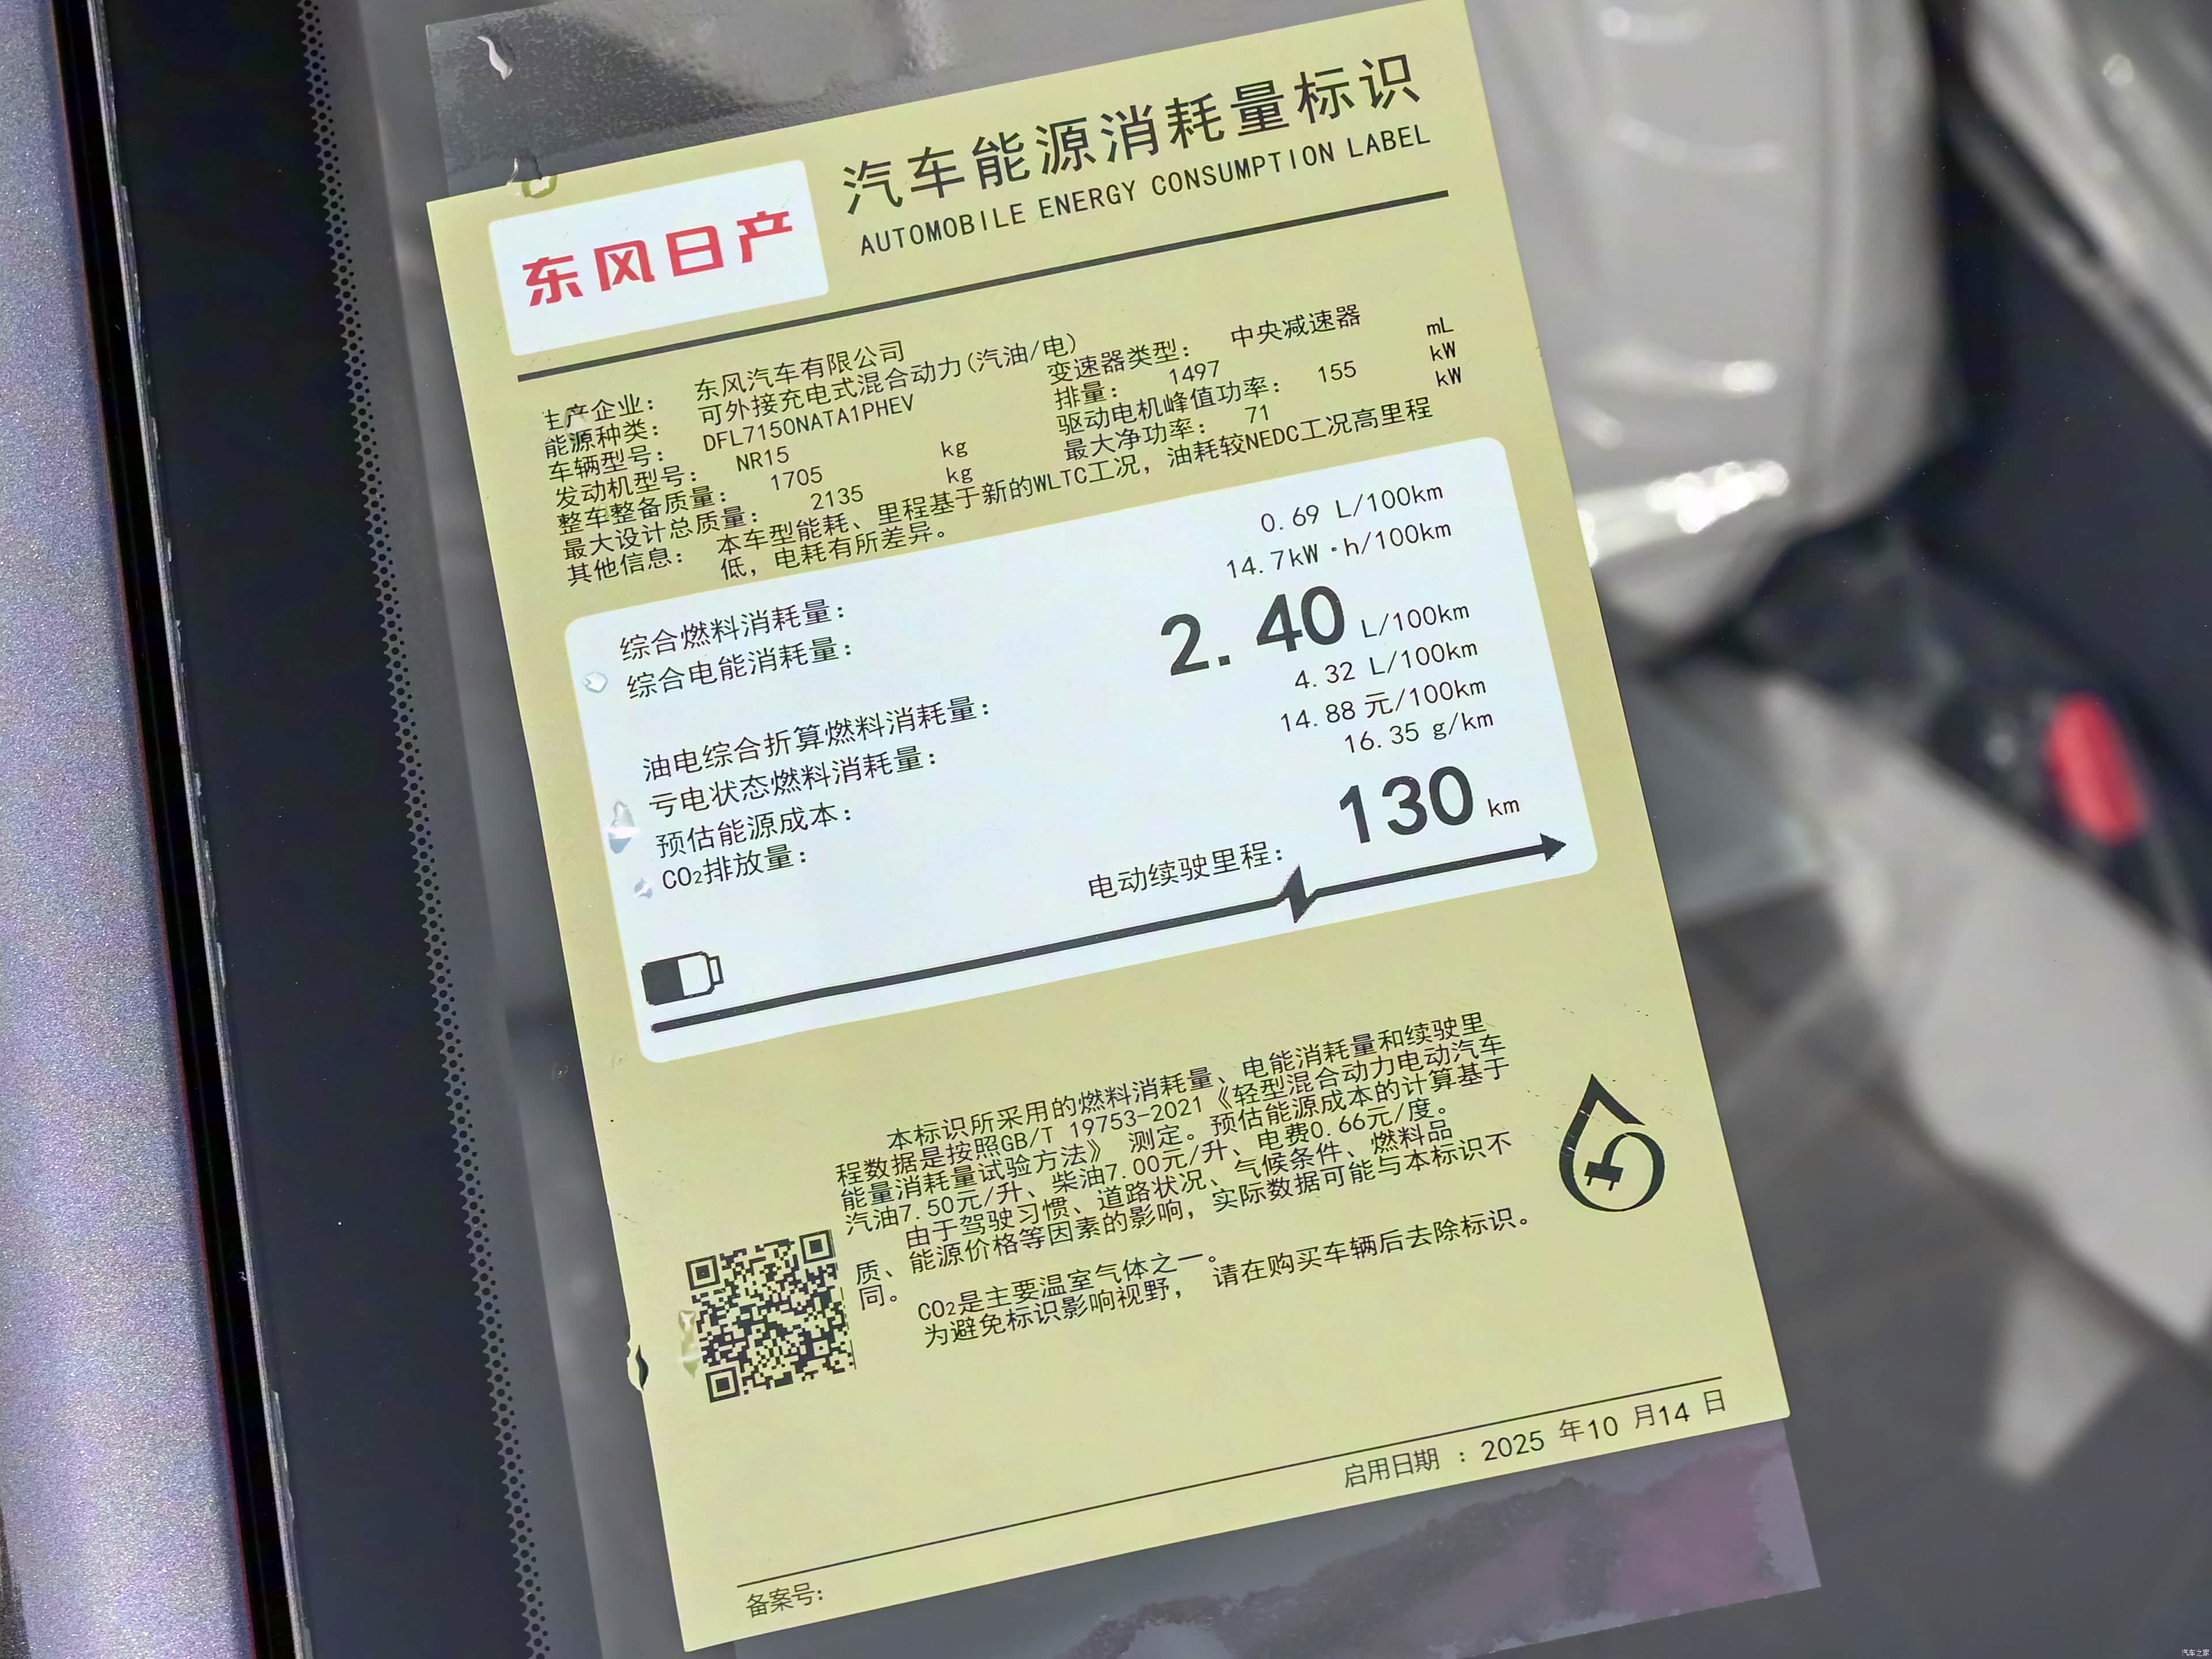 东风日产
汽车能源消耗量标识
AUTOMOBILE ENERGY CONSUMPTION LABEL
生产企业： 东风汽车有限公司
能源种类： 可外接充电式混合动力(汽油/电)
车辆型号： DFL7150NATA1PHEV 变速器类型： 中央减速器
发动机型号： NR15 排量： 1497 mL
整车整备质量： 1705 kg 驱动电机峰值功率： 155 kW
最大设计总质量： 2135 kg 最大净功率： 71 kW
其他信息： 本车型能耗、里程基于新的WLTC工况，油耗较NEDC工况高里程
低，电耗有所差异。
综合燃料消耗量： 0.69 L/100km
综合电能消耗量： 14.7kW·h/100km
油电综合折算燃料消耗量： 2.40 L/100km
亏电状态燃料消耗量： 4.32 L/100km
预估能源成本： 14.88 元/100km
CO₂排放量： 16.35 g/km
电动续驶里程： 130 km
本标识所采用的燃料消耗量、电能消耗量和续驶里
程数据是按照GB/T 19753-2021《轻型混合动力电动汽车
能量消耗量试验方法》 测定。预估能源成本的计算基于
汽油7.50元/升、柴油7.00元/升、电费0.66元/度。
由于驾驶习惯、道路状况、气候条件、燃料品
质、能源价格等因素的影响，实际数据可能与本标识不
同。
CO₂是主要温室气体之一。
为避免标识影响视野， 请在购买车辆后去除标识。
启用日期 ：2025 年10 月14 日
备案号：
汽车之家